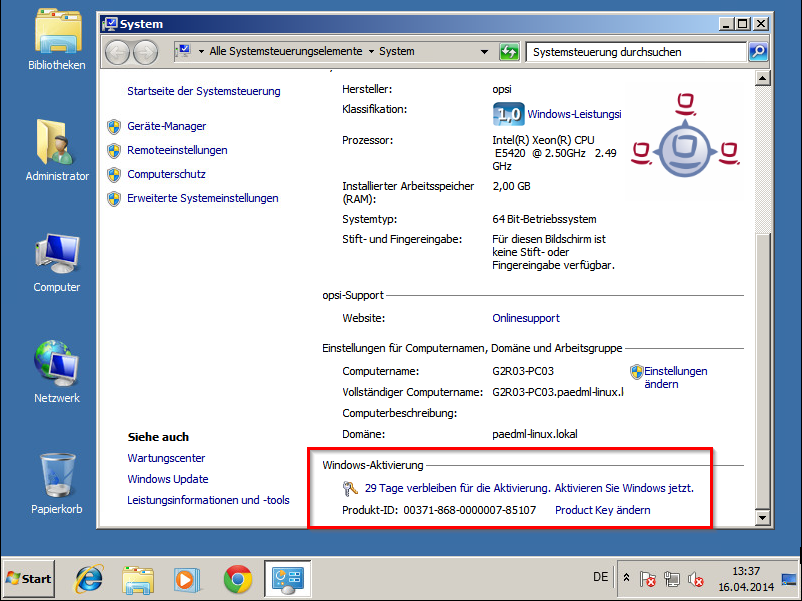 Bibliotheken
Administrator
Computer
Netzwerk
Papierkorb
System
Alle Systemsteuerungselemente
System
Systemsteuerung durchsuchen
Startseite der Systemsteuerung
Geräte-Manager
Remoteeinstellungen
Computerschutz
Erweiterte Systemeinstellungen
Siehe auch
Wartungscenter
Windows Update
Leistungsinformationen und -tools
Hersteller: opsi
Klassifikation: 1,0 Windows-Leistungsi
Prozessor: Intel(R) Xeon(R) CPU
E5420 @ 2.50GHz 2.49
GHz
Installierter Arbeitsspeicher 2,00 GB
(RAM):
Systemtyp: 64 Bit-Betriebssystem
Stift- und Fingereingabe: Für diesen Bildschirm ist
keine Stift- oder
Fingereingabe verfügbar.
opsi-Support
Website: Onlinesupport
Einstellungen für Computernamen, Domäne und Arbeitsgruppe
Computername: G2R03-PC03
Einstellungen
ändern
Vollständiger Computername: G2R03-PC03.paedml-linux.l
Computerbeschreibung:
Domäne: paedml-linux.lokal
Windows-Aktivierung
29 Tage verbleiben für die Aktivierung. Aktivieren Sie Windows jetzt.
Produkt-ID: 00371-868-0000007-85107 Product Key ändern
Start
DE
13:37
16.04.2014